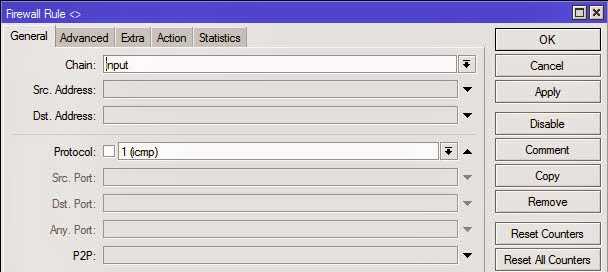 Firewall Rule <>
General Advanced Extra Action Statistics
Chain: input
Src. Address:
Dst. Address:
Protocol: 1 (icmp)
Src. Port:
Dst. Port:
Any. Port:
P2P:
OK
Cancel
Apply
Disable
Comment
Copy
Remove
Reset Counters
Reset All Counters